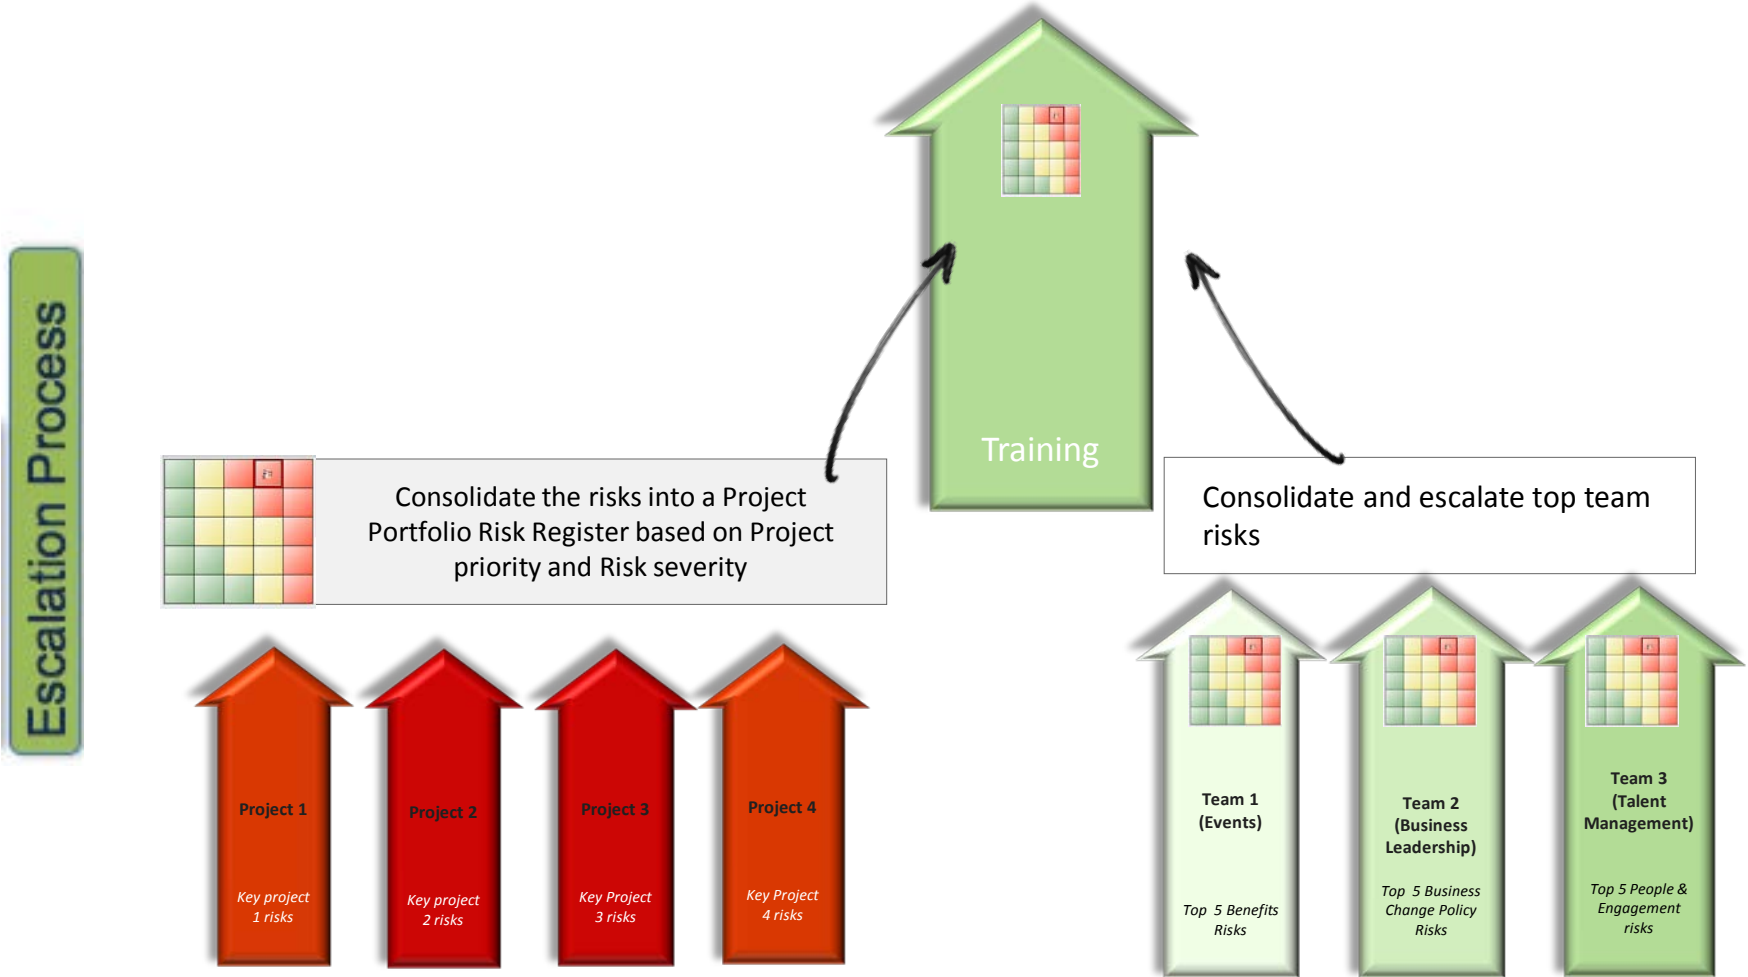 Escalation Process
Training
Consolidate the risks into a Project
Portfolio Risk Register based on Project
priority and Risk severity
Consolidate and escalate top team
risks
Project 1
Key project
1 risks
Project 2
Key project
2 risks
Project 3
Key Project
3 risks
Project 4
Key Project
4 risks
Team 1
(Events)
Top 5 Benefits
Risks
Team 2
(Business
Leadership)
Top 5 Business
Change Policy
Risks
Team 3
(Talent
Management)
Top 5 People &
Engagement
risks